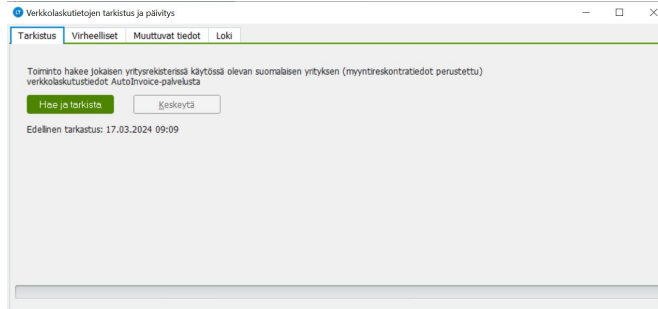 Verkkolaskutietojen tarkistus ja päivitys
Tarkistus Virheelliset Muuttuvat tiedot Loki
Toiminto hakee jokaisen yritysrekisterissä käytössä olevan suomalaisen yrityksen (myyntireskontratiedot perustettu)
verkkolaskutustiedot AutoInvoice-palvelusta
Hae ja tarkista Keskeytä
Edellinen tarkastus: 17.03.2024 09:09